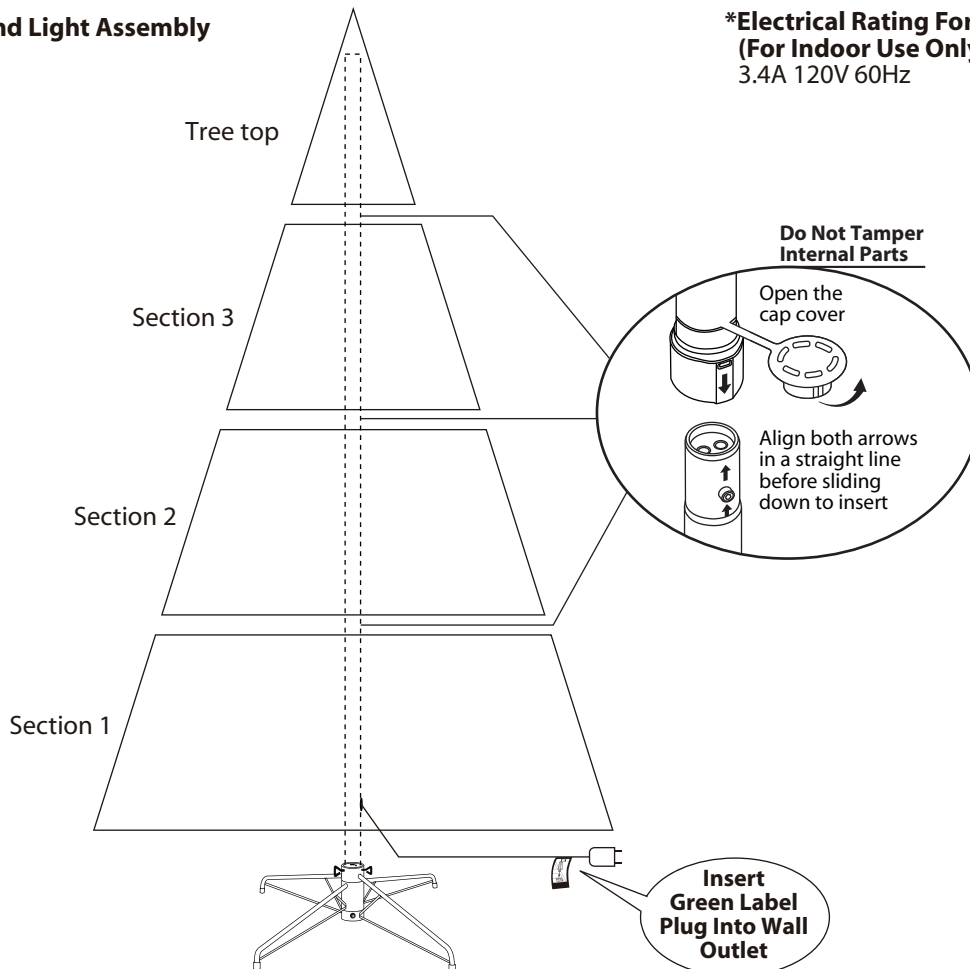 nd Light Assembly
*Electrical Rating For
(For Indoor Use Only
3.4A 120V 60Hz
Tree top
Do Not Tamper
Internal Parts
Open the
cap cover
Section 3
Align both arrows
in a straight line
before sliding
down to insert
Section 2
Section 1
Insert
Green Label
Plug Into Wall
Outlet